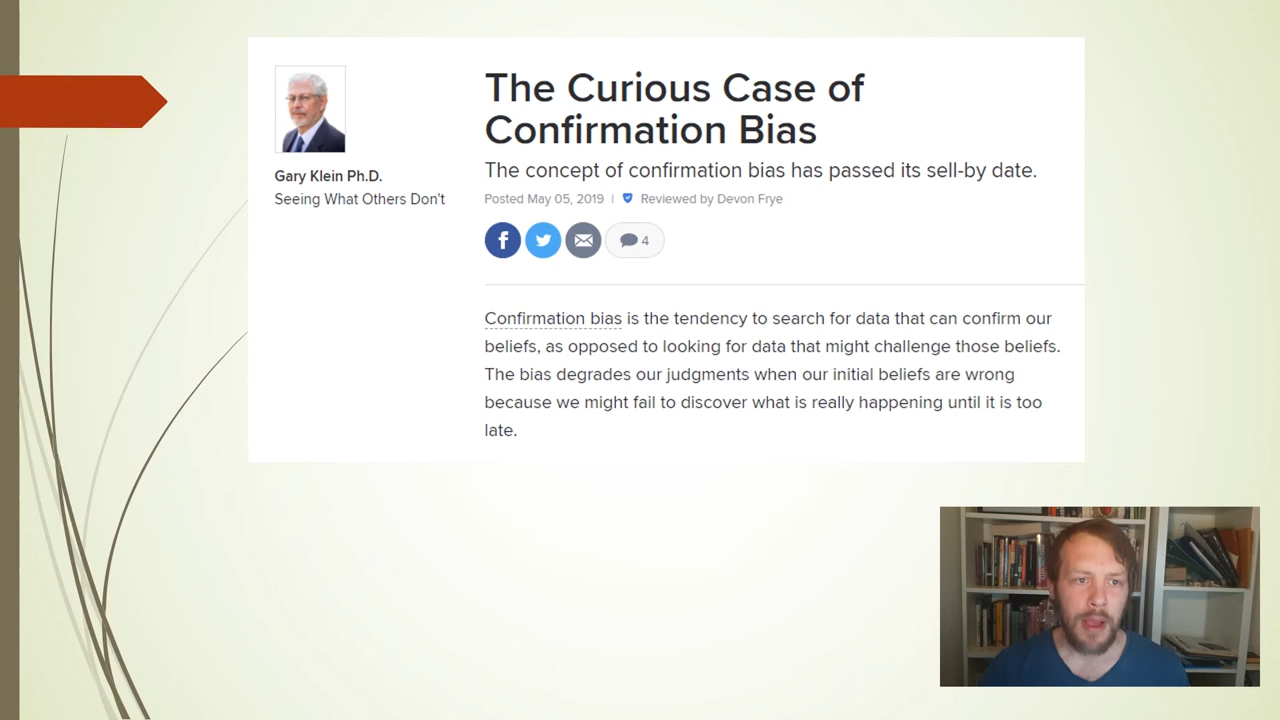 The Curious Case of
Confirmation Bias
The concept of confirmation bias has passed its sell-by date.
Gary Klein Ph.D.
Seeing What Others Don't
Posted May 05, 2019 | Reviewed by Devon Frye
f
4
Confirmation bias is the tendency to search for data that can confirm our
beliefs, as opposed to looking for data that might challenge those beliefs.
The bias degrades our judgments when our initial beliefs are wrong
because we might fail to discover what is really happening until it is too
late.